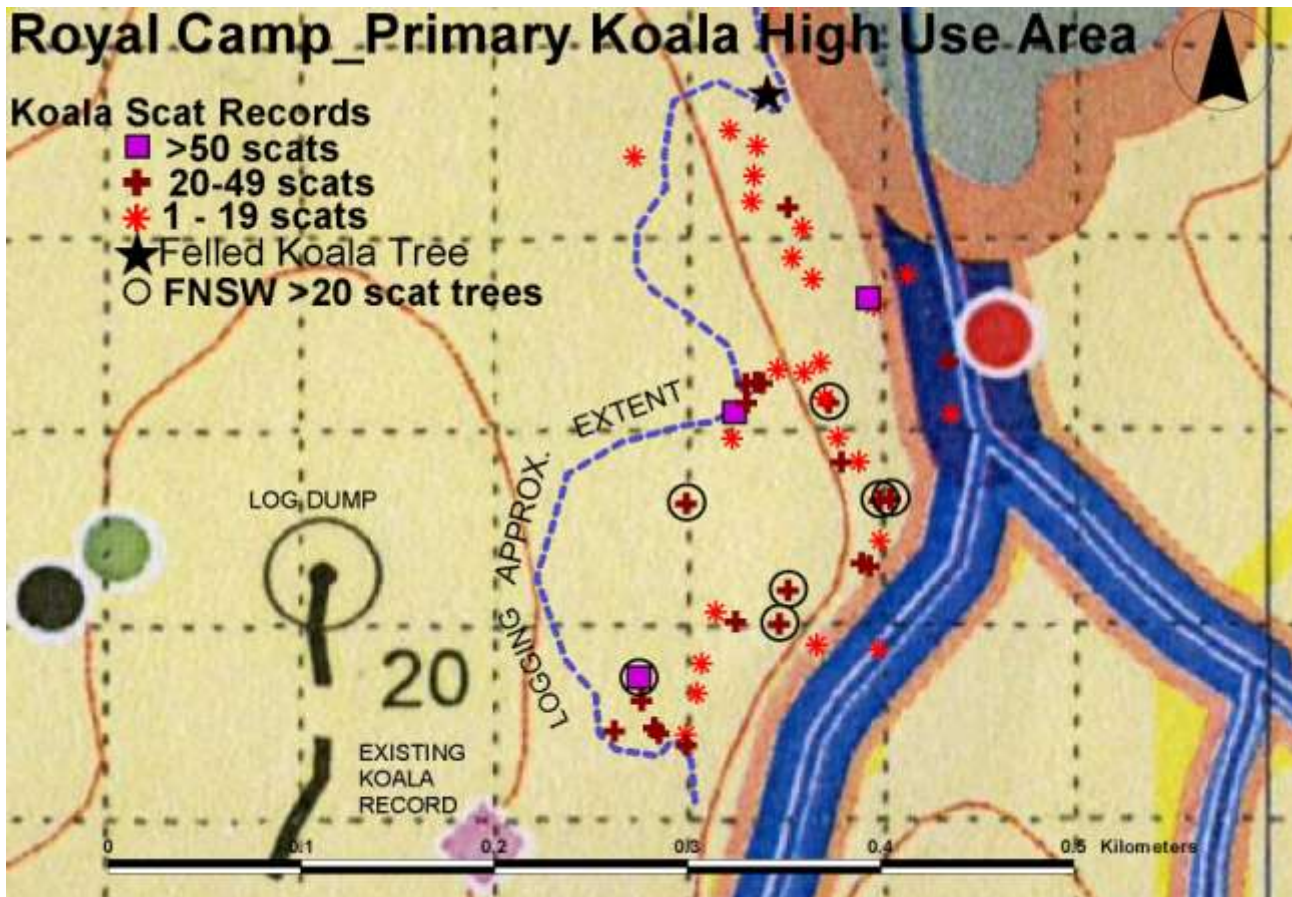 Royal Camp_Primary Koala High Use Area
Koala Scat Records
>50 scats
20-49 scats
1 - 19 scats
Felled Koala Tree
FNSW >20 scat trees
EXTENT
LOGGING APPROX.
LOG DUMP
20
EXISTING
KOALA
RECORD
0
0.1
0.2
0.3
0.4
0.5 Kilometers